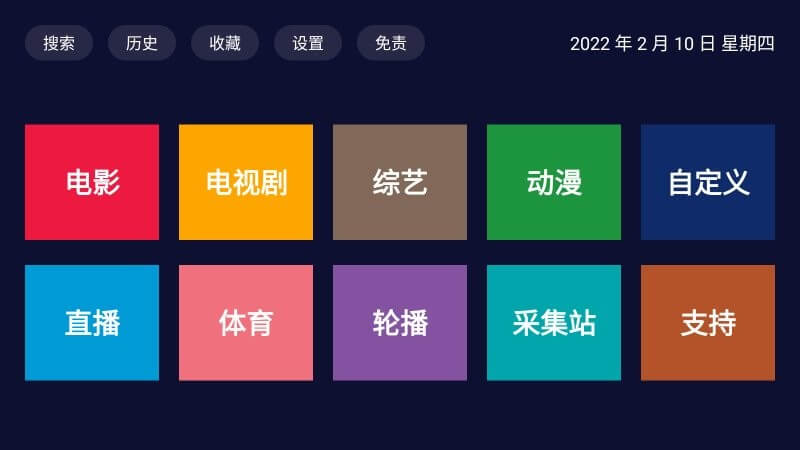 搜索 历史 收藏 设置 免责 2022 年 2 月 10 日 星期四
电影 电视剧 综艺 动漫 自定义
直播 体育 轮播 采集站 支持